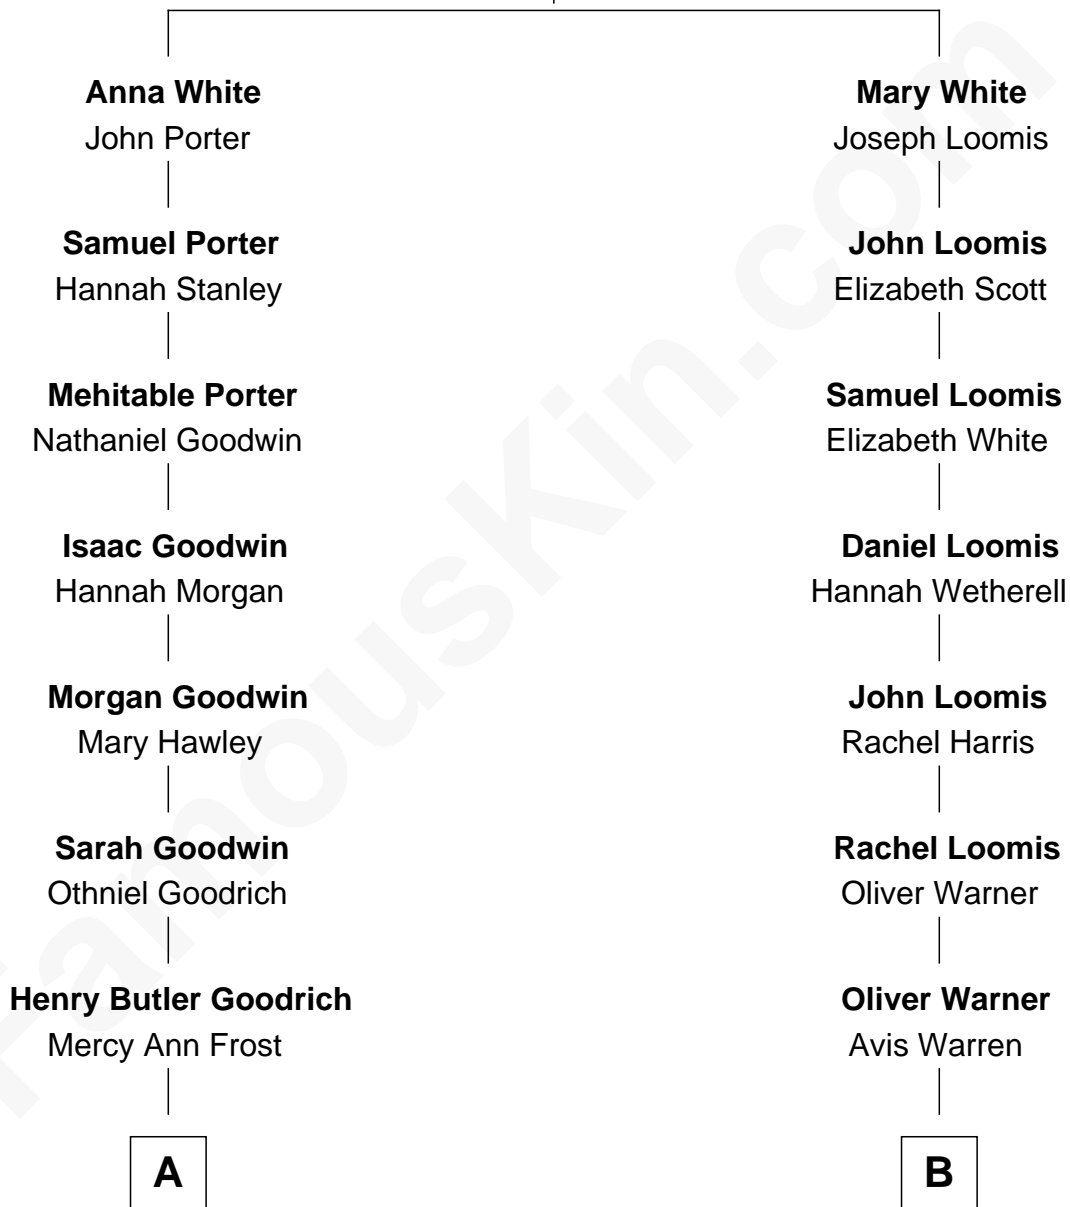 Anna White
John Porter
Samuel Porter
Hannah Stanley
Mehitable Porter
Nathaniel Goodwin
Isaac Goodwin
Hannah Morgan
Morgan Goodwin
Mary Hawley
Sarah Goodwin
Othniel Goodrich
Henry Butler Goodrich
Mercy Ann Frost
A
Mary White
Joseph Loomis
John Loomis
Elizabeth Scott
Samuel Loomis
Elizabeth White
Daniel Loomis
Hannah Wetherell
John Loomis
Rachel Harris
Rachel Loomis
Oliver Warner
Oliver Warner
Avis Warren
B
FamousKin.com